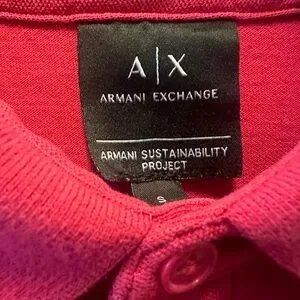 A|X
ARMANI EXCHANGE
ARMANI SUSTAINABILITY
PROJECT
S